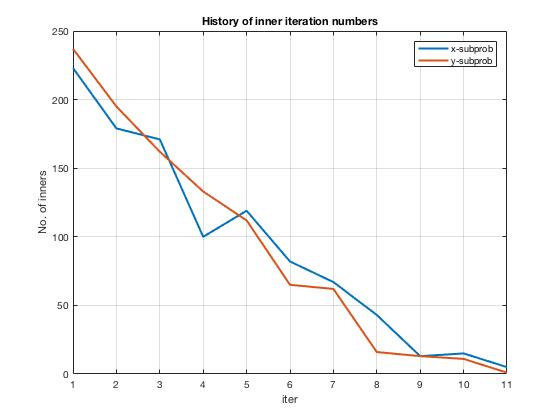 History of inner iteration numbers
x-subprob
y-subprob
250
200
150
100
50
0
No. of inners
1 2 3 4 5 6 7 8 9 10 11
iter